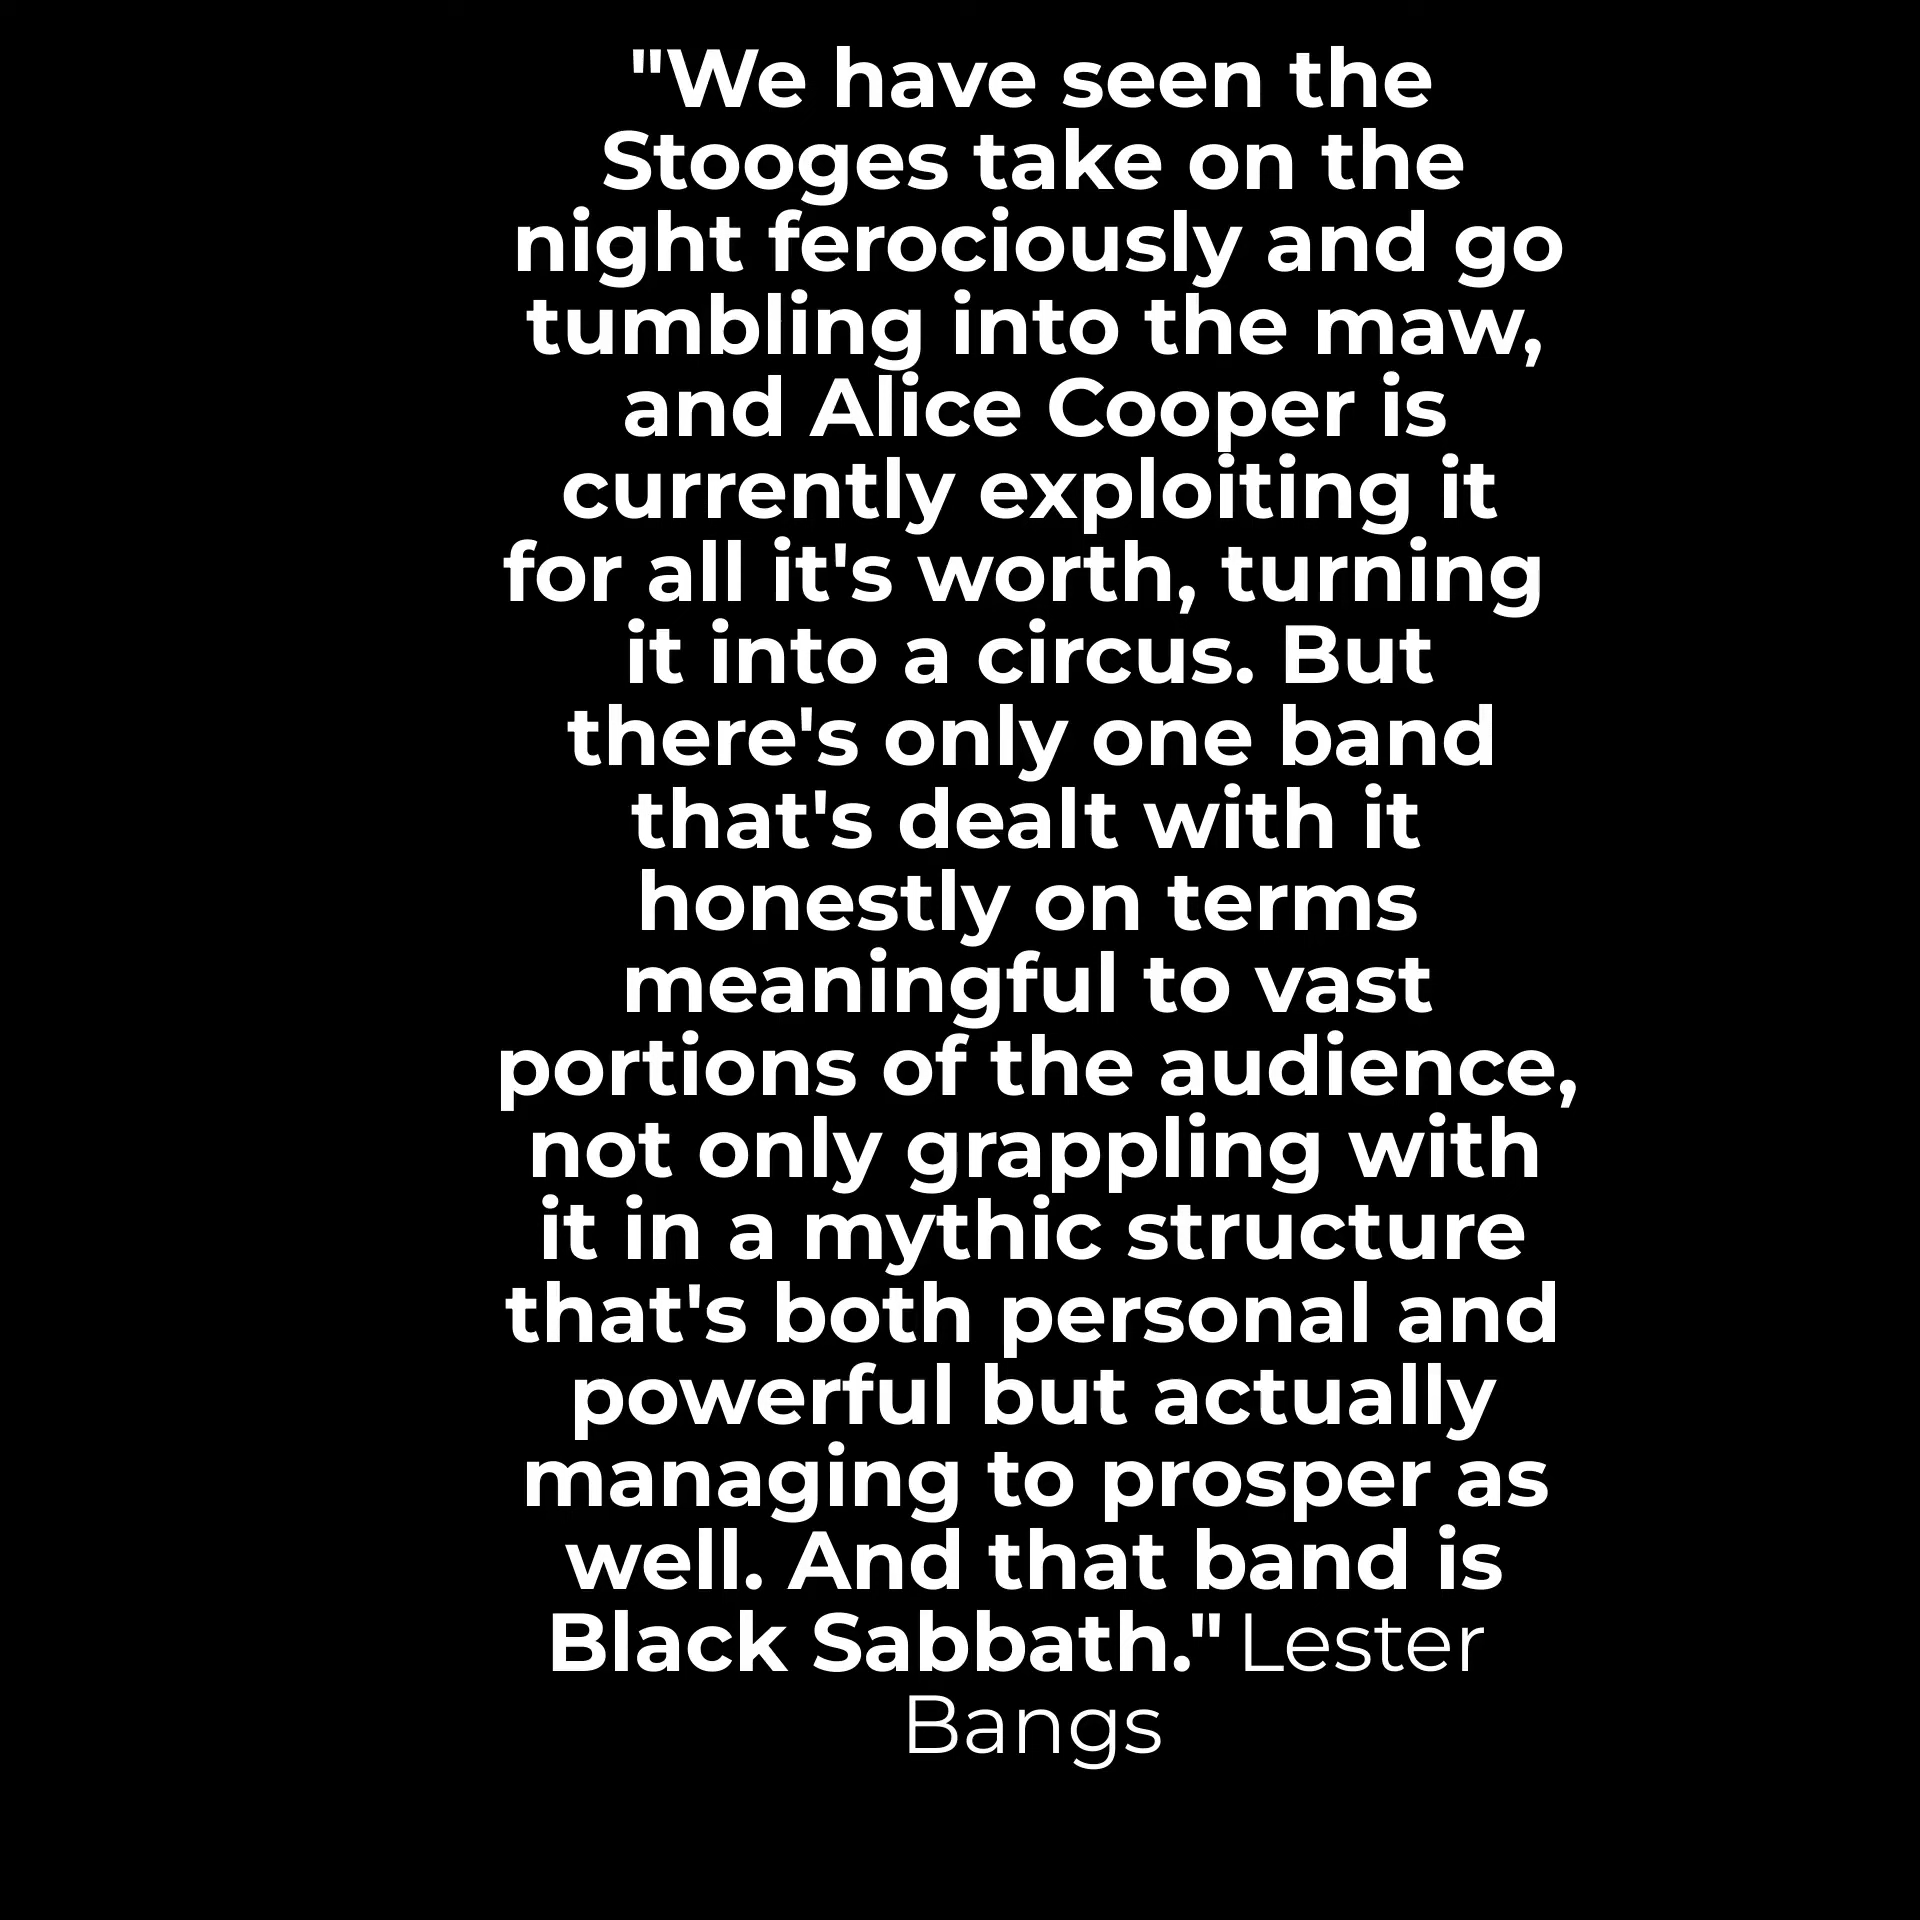 "We have seen the
Stooges take on the
night ferociously and go
tumbling into the maw,
and Alice Cooper is
currently exploiting it
for all it's worth, turning
it into a circus. But
there's only one band
that's dealt with it
honestly on terms
meaningful to vast
portions of the audience,
not only grappling with
it in a mythic structure
that's both personal and
powerful but actually
managing to prosper as
well. And that band is
Black Sabbath." Lester
Bangs